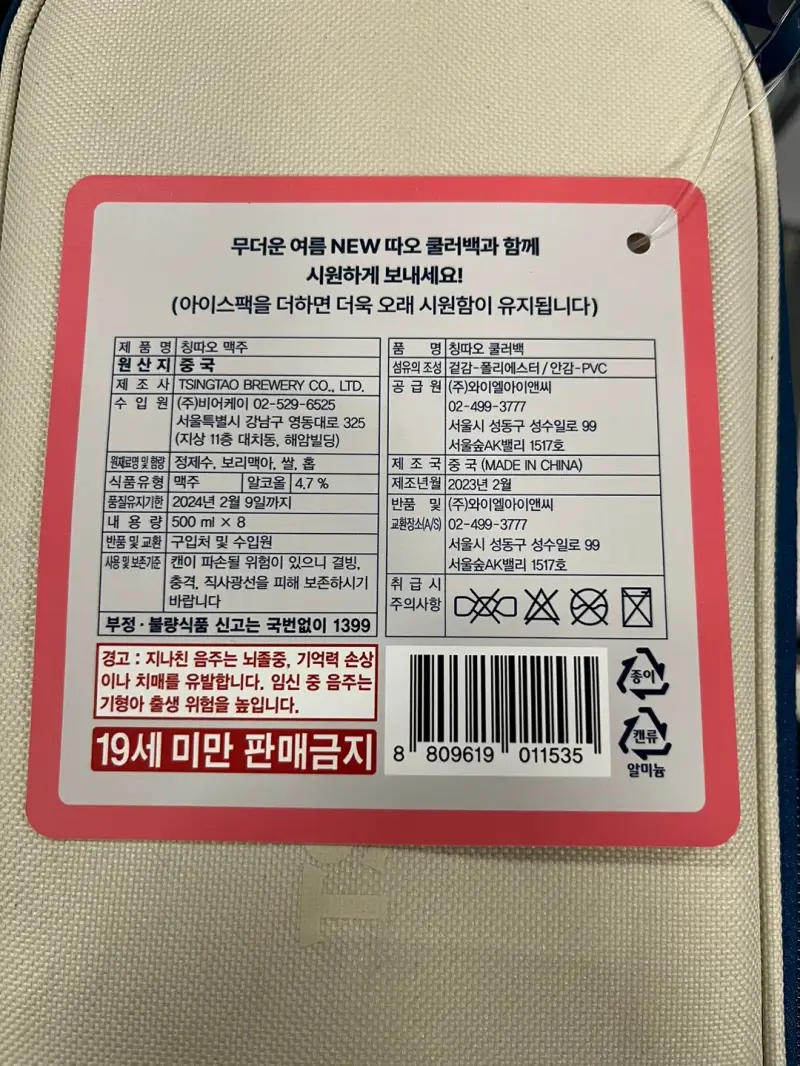 무더운 여름 NEW 따오 쿨러백과 함께
시원하게 보내세요!
(아이스팩을 더하면 더욱 오래 시원함이 유지됩니다)
제 품 명 칭따오 맥주
원 산 지 중 국
제 조 사 TSINGTAO BREWERY CO., LTD.
수 입 원 (주)비어케이 02-529-6525
서울특별시 강남구 영동대로 325
(지상 11층 대치동, 해암빌딩)
원재료명 및 함량 정제수, 보리맥아, 쌀, 홉
식품유형 맥주 알코올 4.7 %
품질유지기한 2024년 2월 9일까지
내 용 량 500 ml × 8
반품 및 교환 구입처 및 수입원
사용 및 보존기준 캔이 파손될 위험이 있으니 결빙,
충격, 직사광선을 피해 보존하시기
바랍니다
부정·불량식품 신고는 국번없이 1399
경고 : 지나친 음주는 뇌졸중, 기억력 손상
이나 치매를 유발합니다. 임신 중 음주는
기형아 출생 위험을 높입니다.
19세 미만 판매금지
품 명 칭따오 쿨러백
섬유의 조성 겉감-폴리에스터/안감-PVC
공 급 원 (주)와이엘아이앤씨
02-499-3777
서울시 성동구 성수일로 99
서울숲AK밸리 1517호
제 조 국 중 국 (MADE IN CHINA)
제조년월 2023년 2월
반품 및 (주)와이엘아이앤씨
교환장소(A/S) 02-499-3777
서울시 성동구 성수일로 99
서울숲AK밸리 1517호
취 급 시
주의사항
8 809619 011535
종이
캔류
알미늄